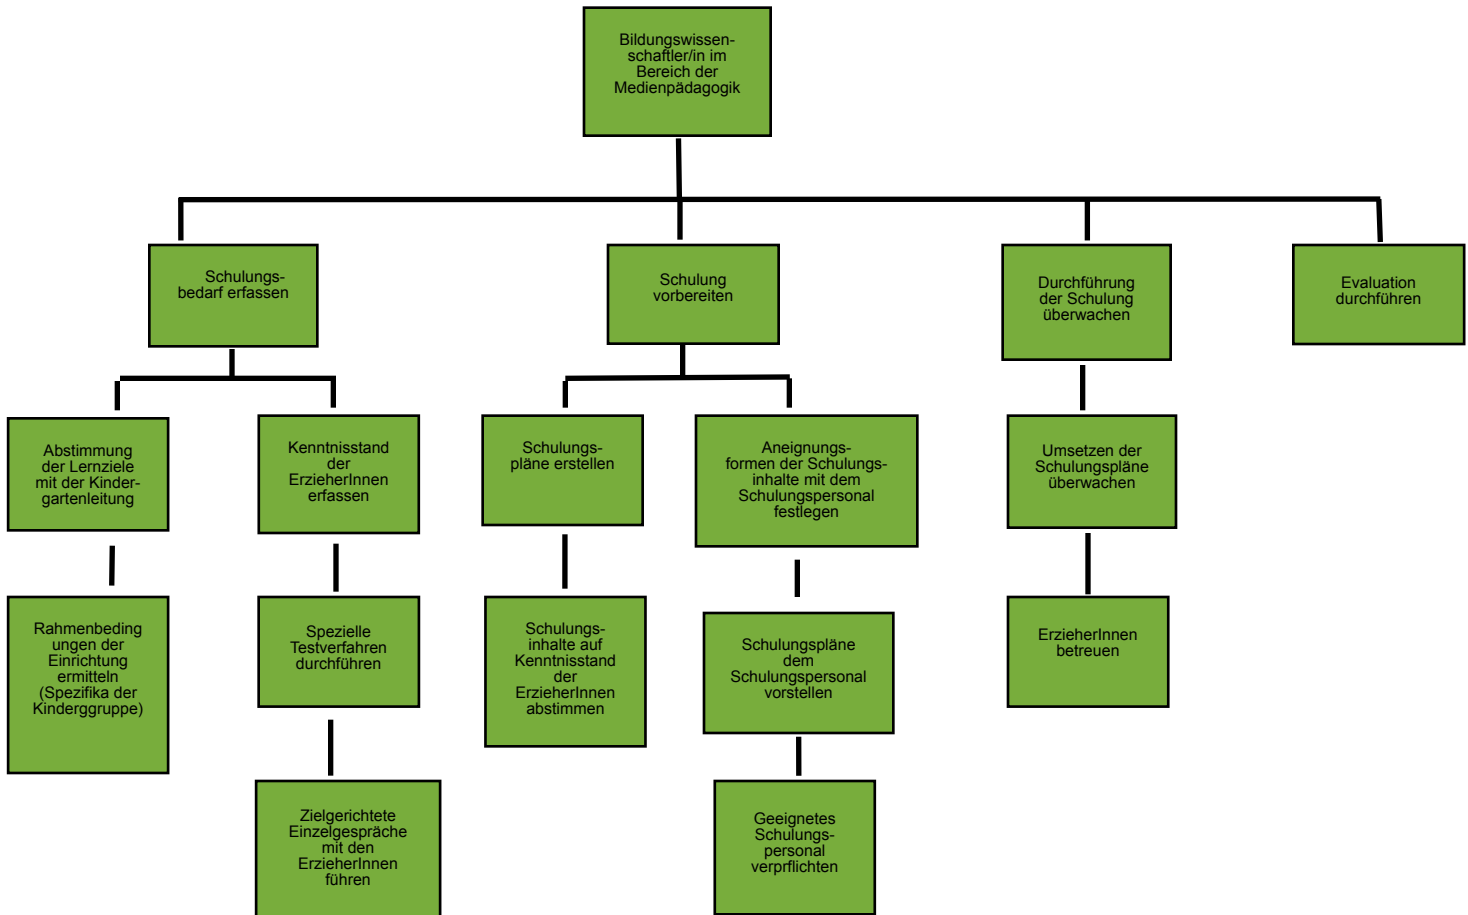 Bildungswissen-
schaftler/in im
Bereich der
Medienpädagogik
Schulungs-
bedarf erfassen
Schulung
vorbereiten
Durchführung
der Schulung
überwachen
Evaluation
durchführen
Abstimmung
der Lernziele
mit der Kinder-
gartenleitung
Kenntnisstand
der
ErzieherInnen
erfassen
Schulungs-
pläne erstellen
Aneignungs-
formen der Schulungs-
inhalte mit dem
Schulungspersonal
festlegen
Umsetzen der
Schulungspläne
überwachen
Rahmenbeding
ungen der
Einrichtung
ermitteln
(Spezifika der
Kinderggruppe)
Spezielle
Testverfahren
durchführen
Schulungs-
inhalte auf
Kenntnisstand
der
ErzieherInnen
abstimmen
Schulungspläne
dem
Schulungspersonal
vorstellen
ErzieherInnen
betreuen
Zielgerichtete
Einzelgespräche
mit den
ErzieherInnen
führen
Geeignetes
Schulungs-
personal
verprflichten